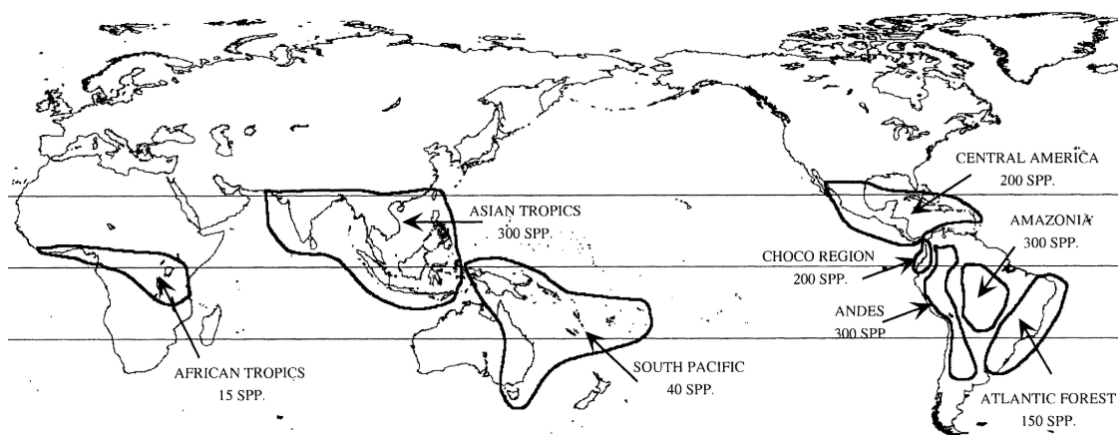 CENTRAL AMERICA
200 SPP.
ASIAN TROPICS
300 SPP.
AMAZONIA
300 SPP.
CHOCO REGION
200 SPP.
ANDES
300 SPP
AFRICAN TROPICS
15 SPP.
SOUTH PACIFIC
40 SPP.
ATLANTIC FOREST
150 SPP.